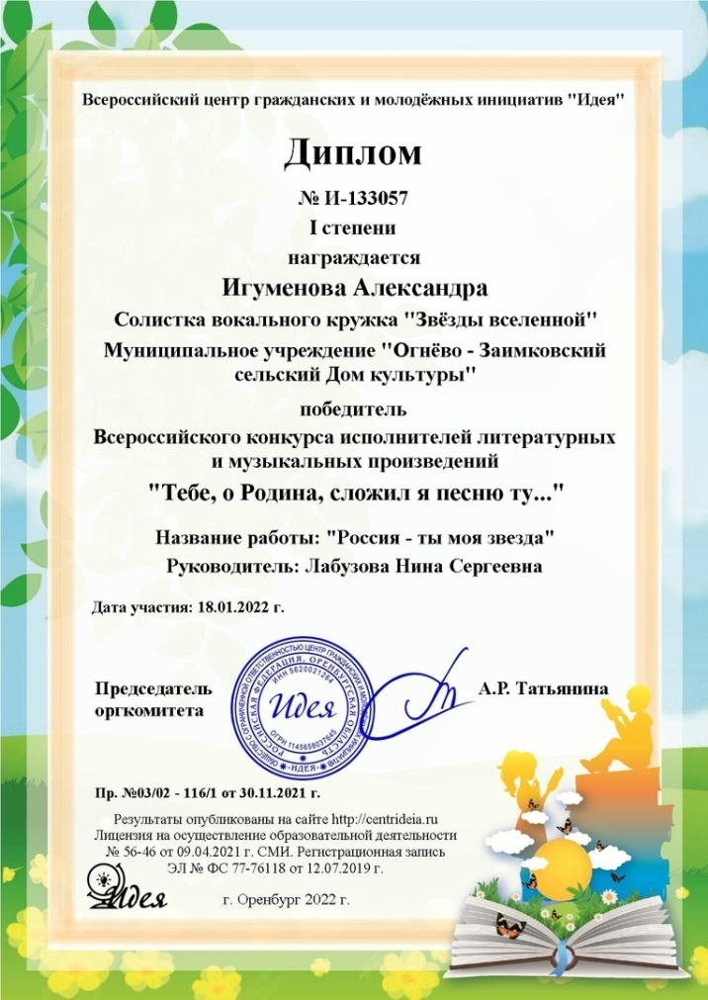 Всероссийский центр гражданских и молодёжных инициатив "Идея"
Диплом
№ И-133057
I степени
награждается
Игуменова Александра
Солистка вокального кружка "Звёзды вселенной"
Муниципальное учреждение "Огнёво - Заимковский
сельский Дом культуры"
победитель
Всероссийского конкурса исполнителей литературных
и музыкальных произведений
"Тебе, о Родина, сложил я песню ту..."
Название работы: "Россия - ты моя звезда"
Руководитель: Лабузова Нина Сергеевна
Дата участия: 18.01.2022 г.
Председатель
оргкомитета
ОБЩЕСТВО С ОГРАНИЧЕННОЙ ОТВЕТСТВЕННОСТЬЮ ЦЕНТР ГРАЖДАНСКИХ И МОЛОДЕЖНЫХ ИНИЦИАТИВ
РОССИЙСКАЯ ФЕДЕРАЦИЯ, ОРЕНБУРГСКАЯ ОБЛАСТЬ
ИНН 5620021264
Идея
ОГРН 1145658037645
-ИДЕЯ-
А.Р. Татьянина
Пр. №03/02 - 116/1 от 30.11.2021 г.
Результаты опубликованы на сайте http://centrideia.ru
Лицензия на осуществление образовательной деятельности
№ 56-46 от 09.04.2021 г. СМИ. Регистрационная запись
ЭЛ № ФС 77-76118 от 12.07.2019 г.
Идея
г. Оренбург 2022 г.